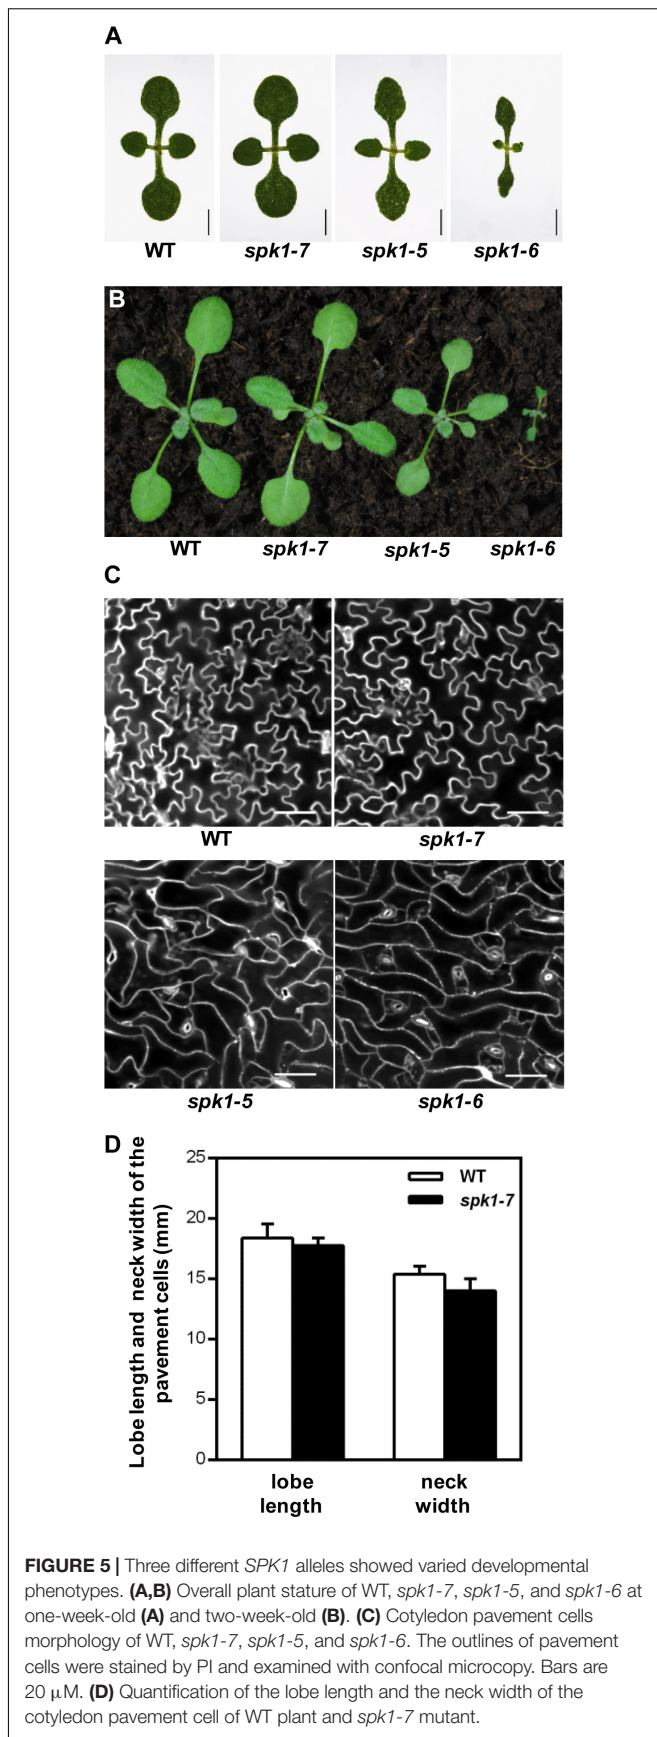 A
WT
spk1-7
spk1-5
spk1-6
B
WT
spk1-7
spk1-5
spk1-6
C
WT
spk1-7
spk1-5
spk1-6
D
Lobe length and neck width of the
pavement cells (mm)
25
20
15
10
5
0
WT
spk1-7
lobe
length
neck
width
FIGURE 5 | Three different SPK1 alleles showed varied developmental
phenotypes. (A,B) Overall plant stature of WT, spk1-7, spk1-5, and spk1-6 at
one-week-old (A) and two-week-old (B). (C) Cotyledon pavement cells
morphology of WT, spk1-7, spk1-5, and spk1-6. The outlines of pavement
cells were stained by PI and examined with confocal microcopy. Bars are
20 μM. (D) Quantification of the lobe length and the neck width of the
cotyledon pavement cell of WT plant and spk1-7 mutant.